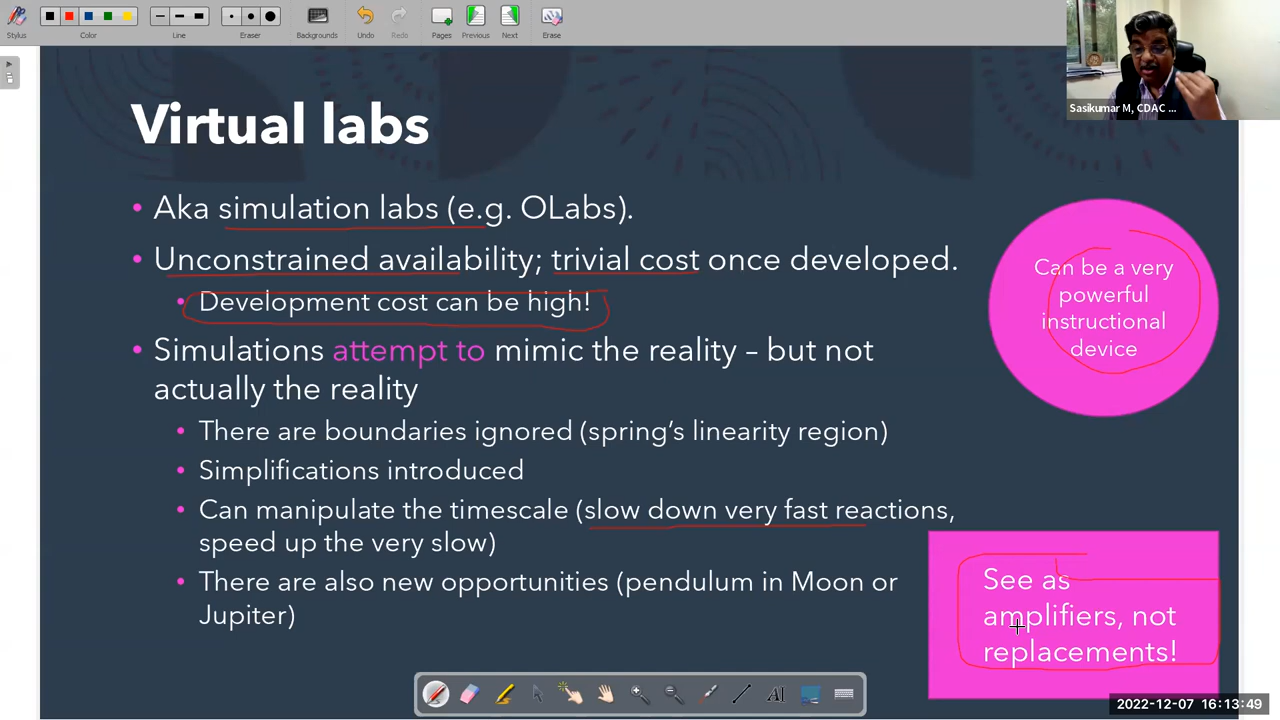 Stylus
Color
Line
Eraser
Backgrounds
Undo
Redo
Pages
Previous
Next
Erase
Sasikumar M, CDAC ...
Virtual labs
• Aka simulation labs (e.g. OLabs).
• Unconstrained availability; trivial cost once developed.
• Development cost can be high!
• Simulations attempt to mimic the reality – but not
actually the reality
• There are boundaries ignored (spring's linearity region)
• Simplifications introduced
• Can manipulate the timescale (slow down very fast reactions,
speed up the very slow)
• There are also new opportunities (pendulum in Moon or
Jupiter)
Can be a very
powerful
instructional
device
See as
amplifiers, not
replacements!
AI
2022-12-07 16:13:49